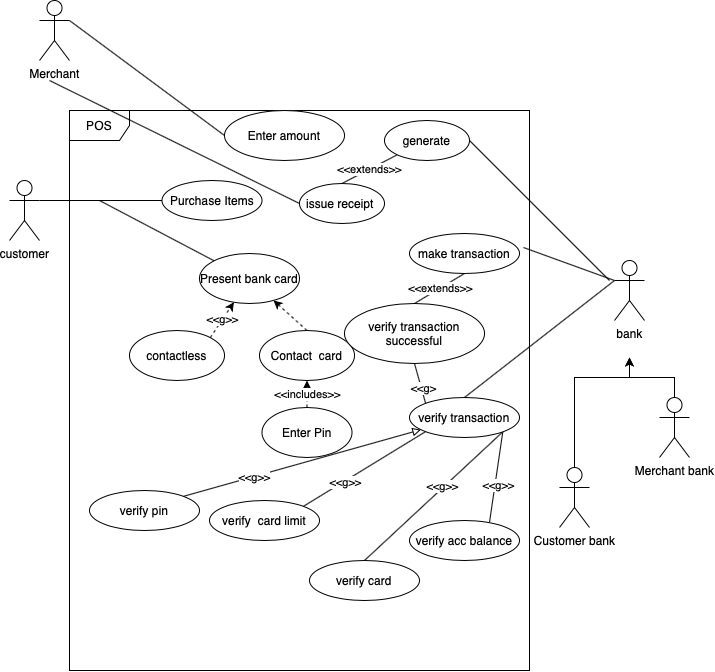 Merchant
POS
Enter amount
generate
<<extends>>
Purchase Items
issue receipt
customer
make transaction
Present bank card
<<extends>>
<<g>>
verify transaction
successful
bank
contactless
Contact card
<<g>
<<includes>>
verify transaction
Enter Pin
Merchant bank
<<g>>
<<g>>
<<g>>
<<g>>
verify pin
verify card limit
verify acc balance
Customer bank
verify card